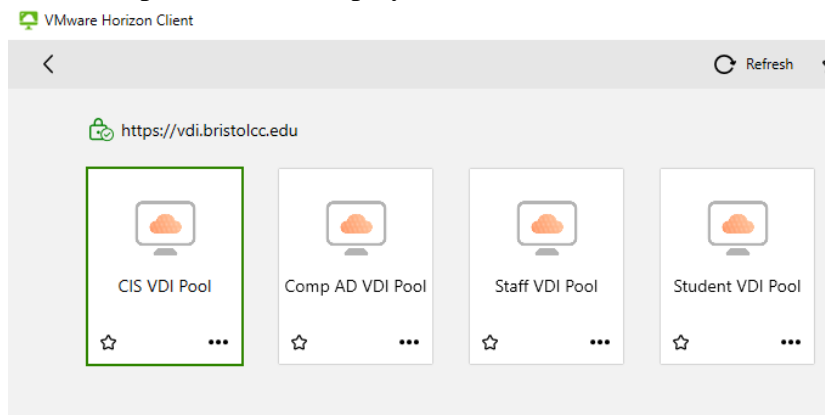 VMware Horizon Client
Refresh
https://vdi.bristolcc.edu
CIS VDI Pool
Comp AD VDI Pool
Staff VDI Pool
Student VDI Pool